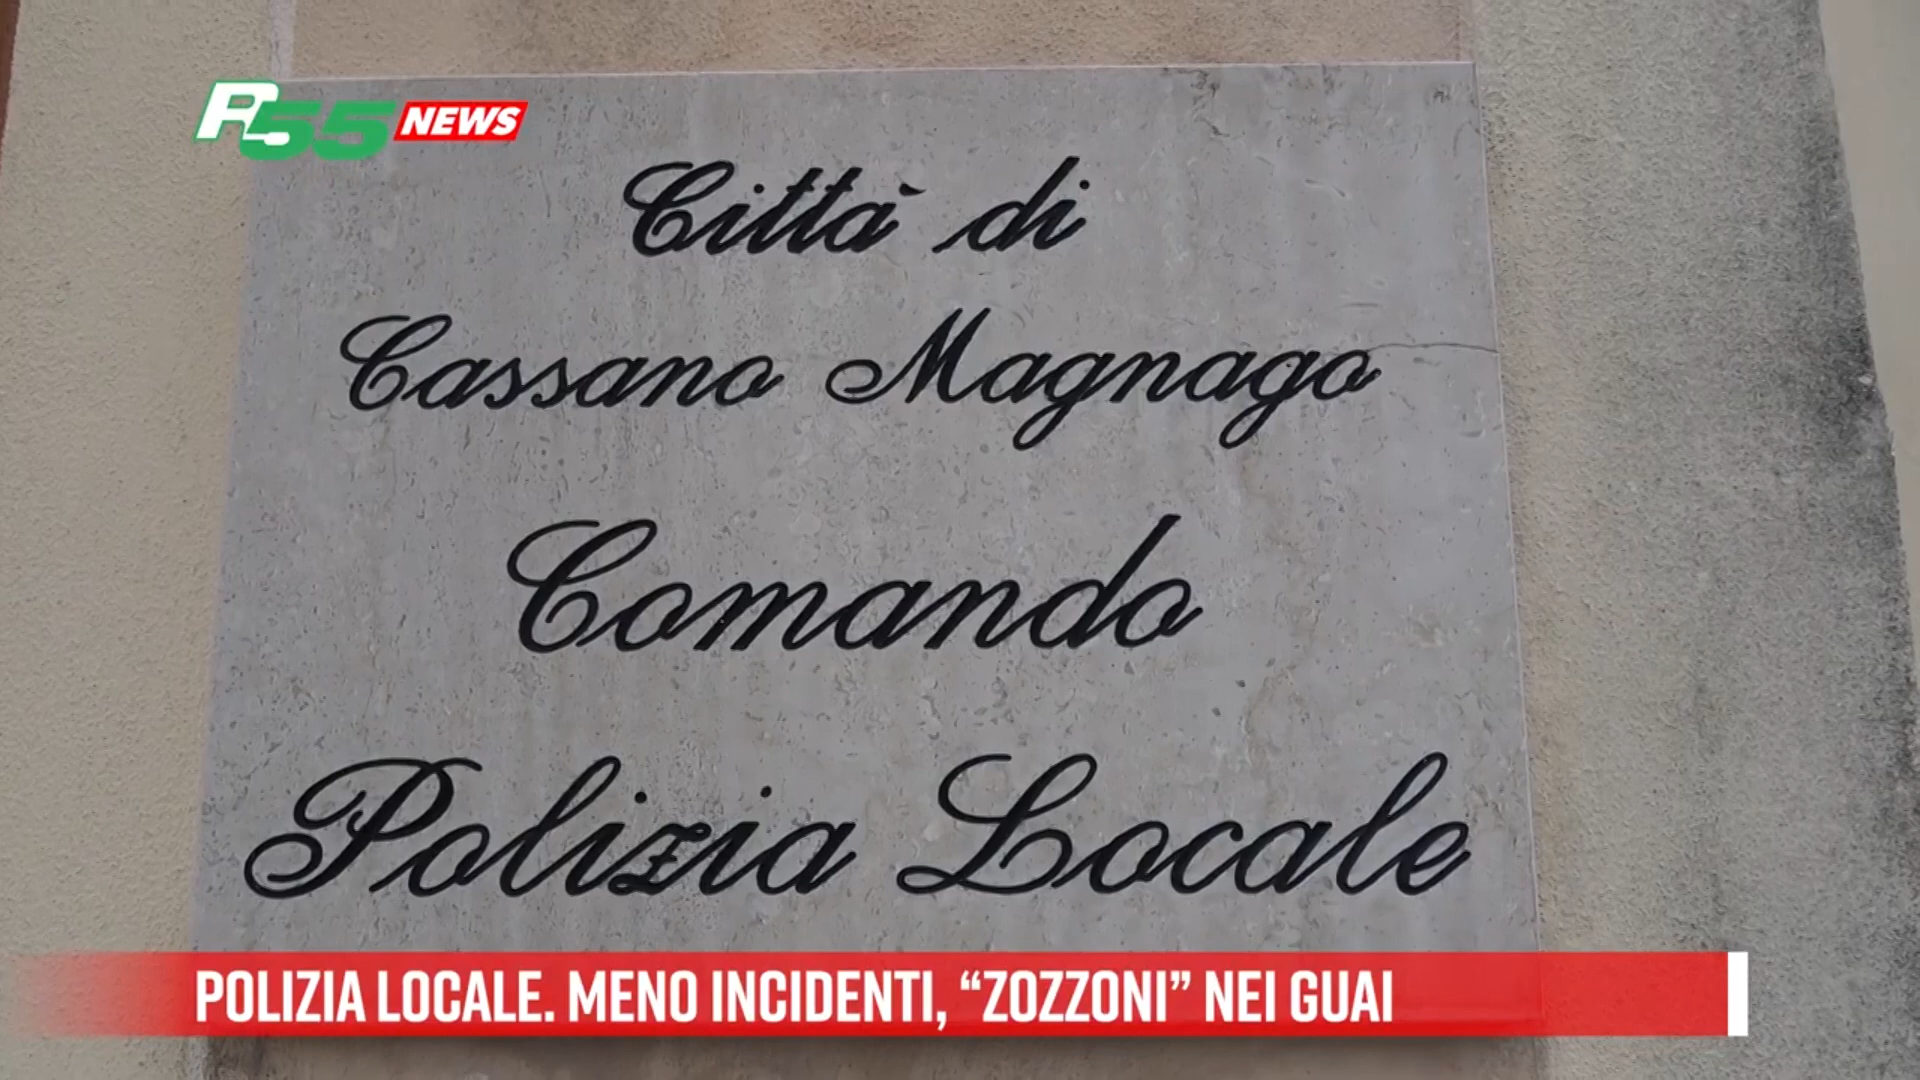 R55 NEWS
Città di
Cassano Magnago
Comando
Polizia Locale
POLIZIA LOCALE. MENO INCIDENTI, “ZOZZONI” NEI GUAI